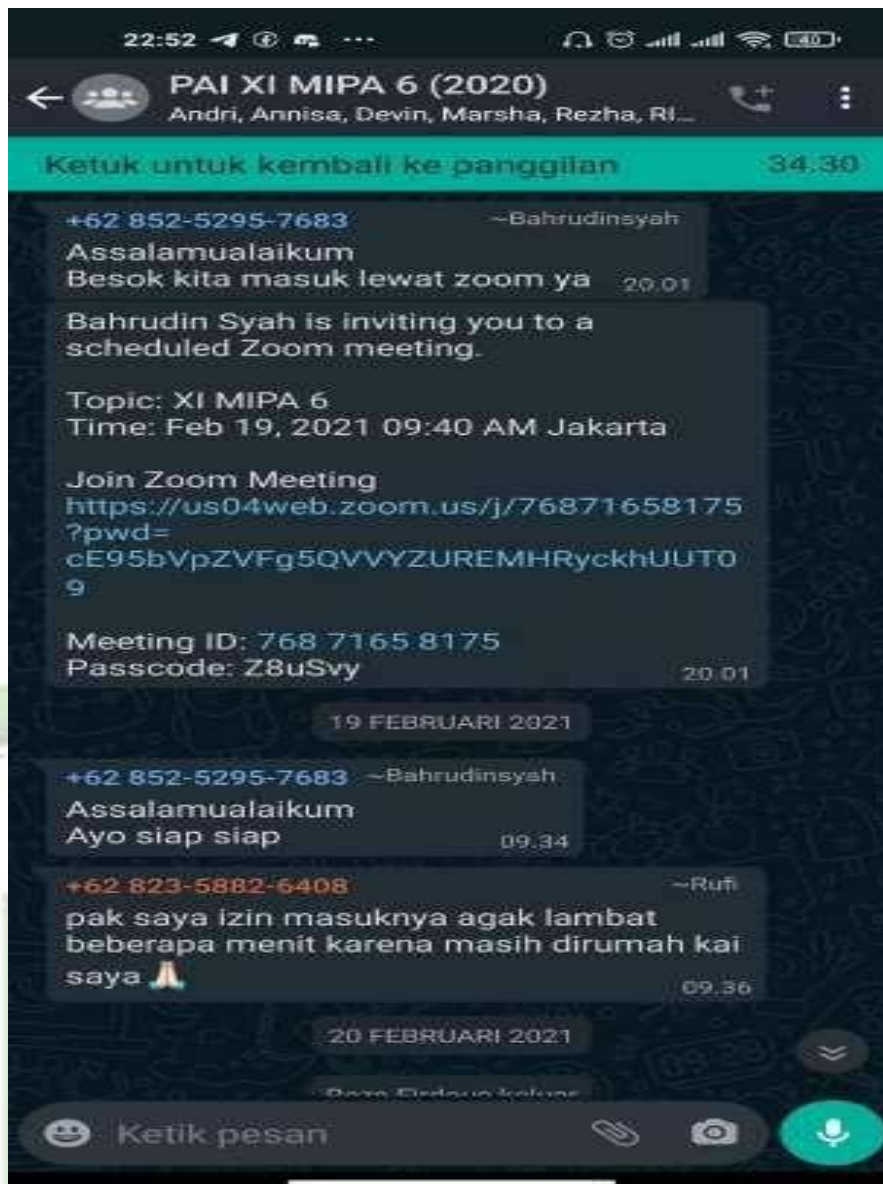 22:52 ...
40
PAI XI MIPA 6 (2020)
Andri, Annisa, Devin, Marsha, Rezha, RI...
Ketuk untuk kembali ke panggilan 34.30
+62 852-5295-7683 ~Bahrudinsyah
Assalamualaikum
Besok kita masuk lewat zoom ya 20.01
Bahrudin Syah is inviting you to a
scheduled Zoom meeting.
Topic: XI MIPA 6
Time: Feb 19, 2021 09:40 AM Jakarta
Join Zoom Meeting
https://us04web.zoom.us/j/76871658175
?pwd=
cE95bVpZVFg5QVVYZUREMHRyckhUUT0
9
Meeting ID: 768 7165 8175
Passcode: Z8uSvy 20.01
19 FEBRUARI 2021
+62 852-5295-7683 ~Bahrudinsyah
Assalamualaikum
Ayo siap siap 09.34
+62 823-5882-6408 ~Rufi
pak saya izin masuknya agak lambat
beberapa menit karena masih dirumah kai
saya 🙏🏻 09.36
20 FEBRUARI 2021
Ketik pesan